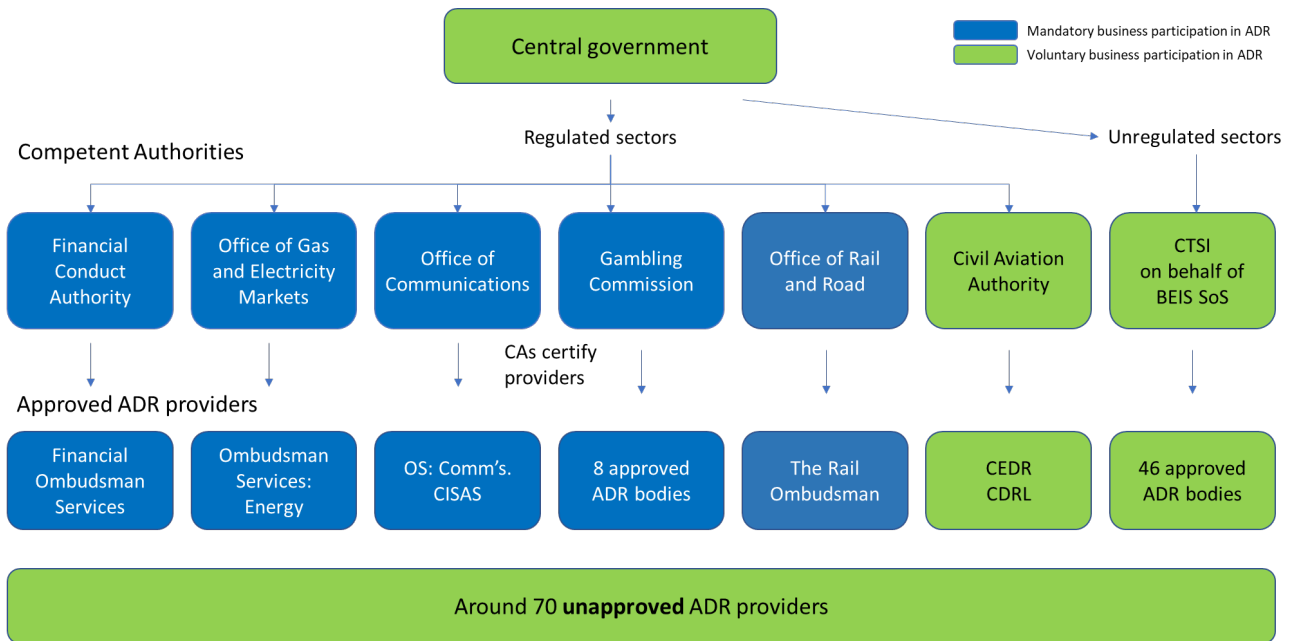 Central government
Mandatory business participation in ADR
Voluntary business participation in ADR
Regulated sectors
Unregulated sectors
Competent Authorities
Financial
Conduct
Authority
Office of Gas
and Electricity
Markets
Office of
Communications
Gambling
Commission
Office of Rail
and Road
Civil Aviation
Authority
CTSI
on behalf of
BEIS SoS
CAs certify
providers
Approved ADR providers
Financial
Ombudsman
Services
Ombudsman
Services:
Energy
OS: Comm’s.
CISAS
8 approved
ADR bodies
The Rail
Ombudsman
CEDR
CDRL
46 approved
ADR bodies
Around 70 unapproved ADR providers